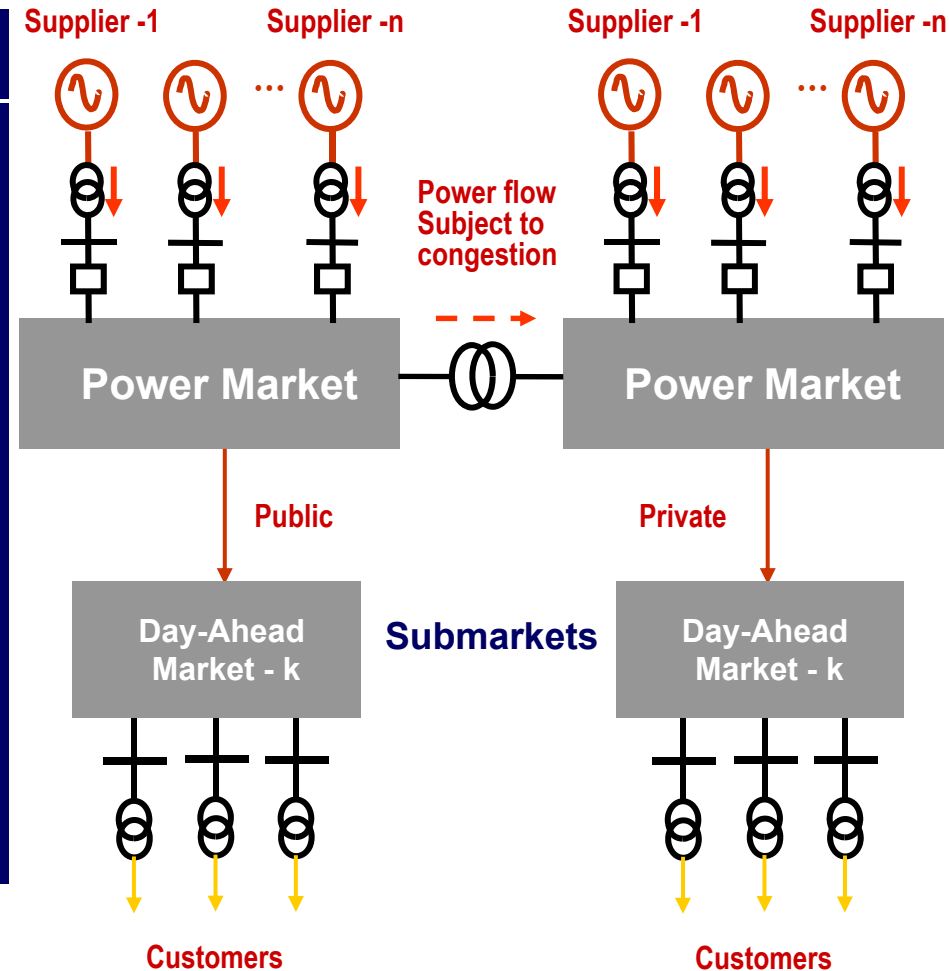 Supplier -1
Supplier -n
Supplier -1
Supplier -n
...
...
Power flow
Subject to
congestion
Power Market
Power Market
Public
Private
Day-Ahead
Market - k
Submarkets
Day-Ahead
Market - k
Customers
Customers